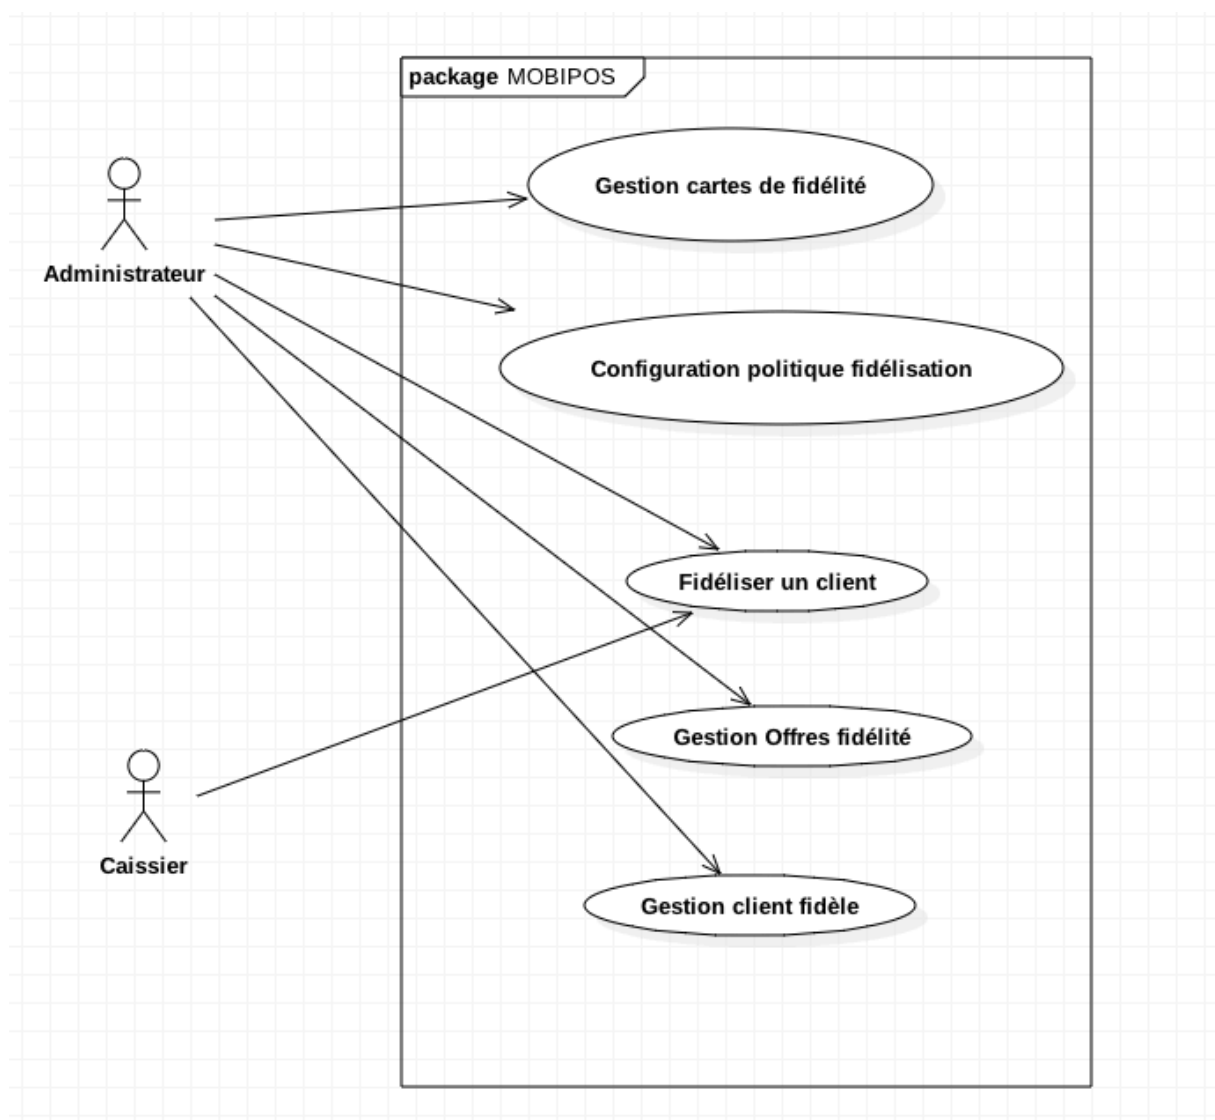 package MOBIPOS
Gestion cartes de fidélité
Administrateur
Configuration politique fidélisation
Fidéliser un client
Gestion Offres fidélité
Caissier
Gestion client fidèle